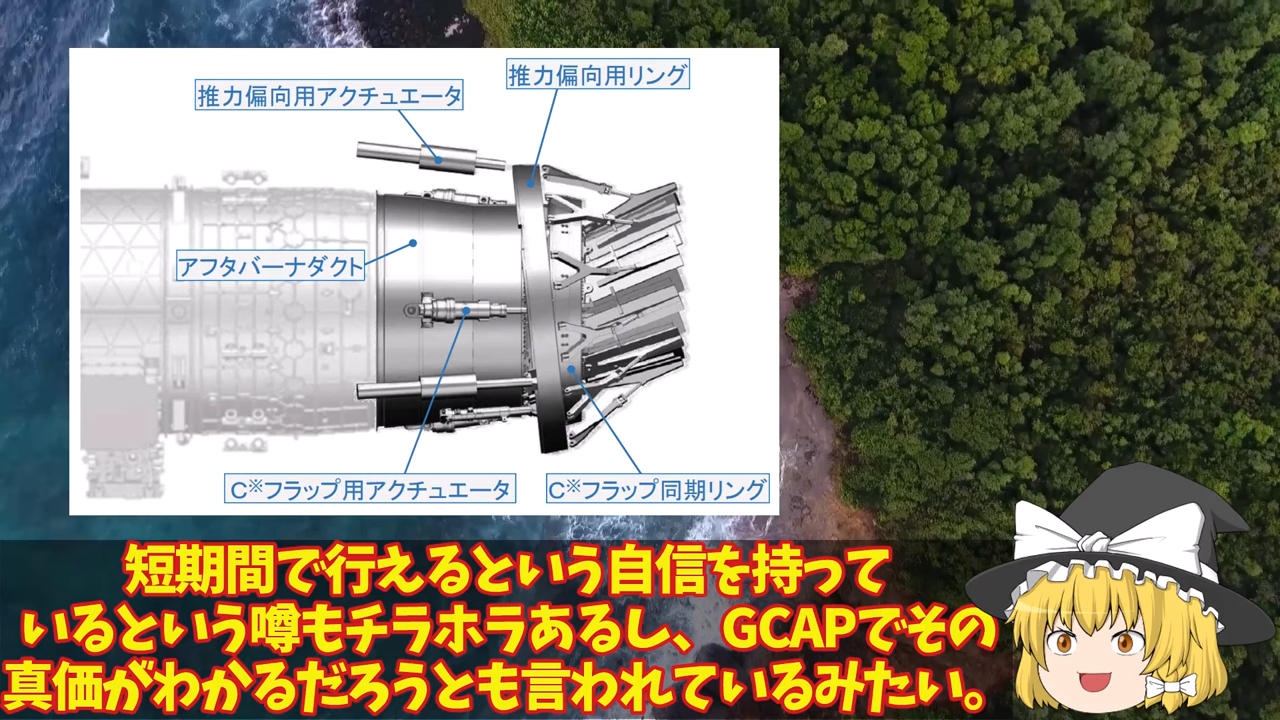 推力偏向用リング
推力偏向用アクチュエータ
アフタバーナダクト
C※フラップ用アクチュエータ
C※フラップ同期リング
短期間で行えるという自信を持って
いるという噂もチラホラあるし、GCAPでその
真価がわかるだろうとも言われているみたい。